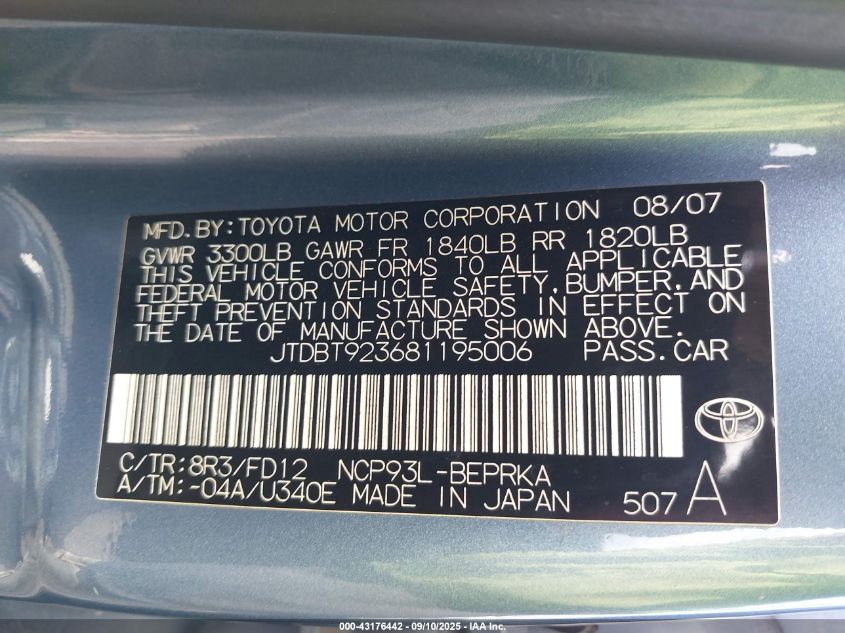 MFD. BY: TOYOTA MOTOR CORPORATION 08/07
GVWR 3300LB GAWR FR 1840LB RR 1820LB
THIS VEHICLE CONFORMS TO ALL APPLICABLE
FEDERAL MOTOR VEHICLE SAFETY, BUMPER, AND
THEFT PREVENTION STANDARDS IN EFFECT ON
THE DATE OF MANUFACTURE SHOWN ABOVE.
JTDBT923681195006 PASS. CAR
C/TR: 8R3/FD12 NCP93L-BEPRKA
A/TM: -04A/U340E MADE IN JAPAN 507 A
000-43176442 - 09/10/2025 - IAA Inc.